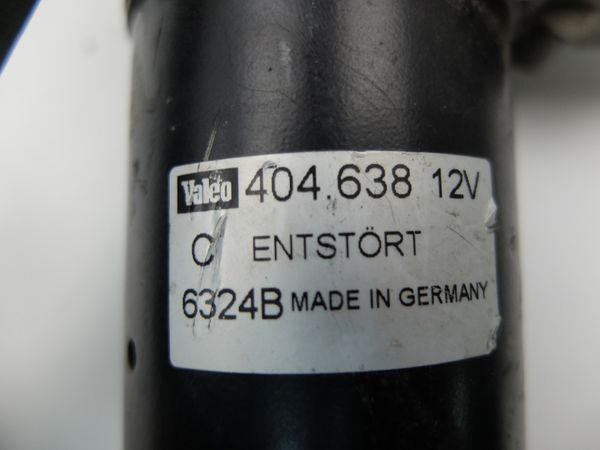 Valeo 404.638 12V
C ENTSTÖRT
6324B MADE IN GERMANY